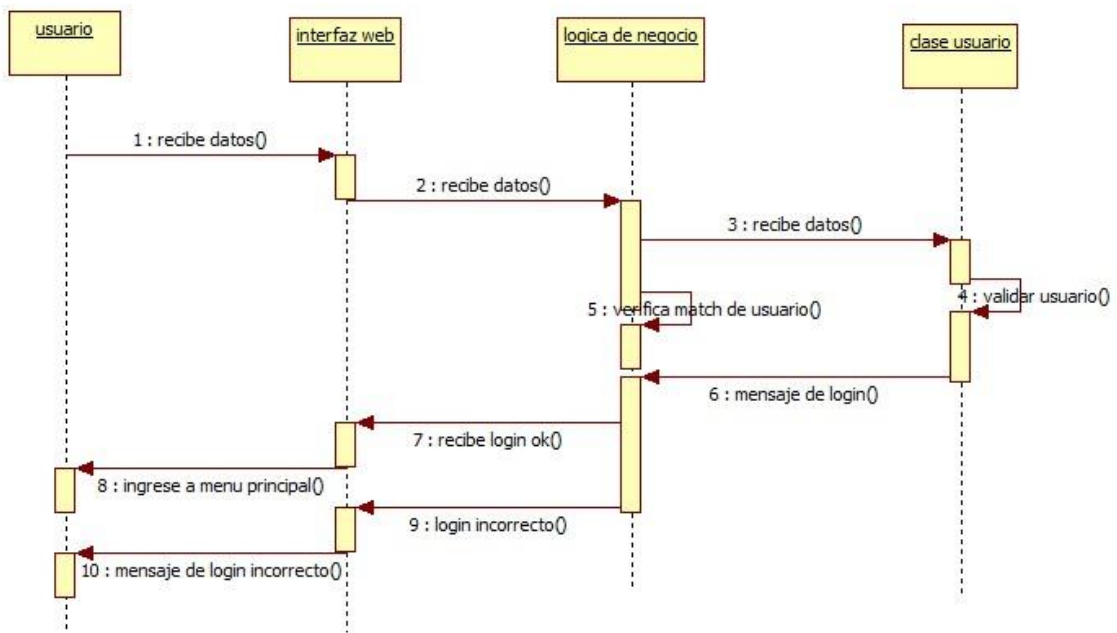 usuario
interfaz web
logica de negocio
clase usuario
1 : recibe datos()
2 : recibe datos()
3 : recibe datos()
4 : validar usuario()
5 : verifica match de usuario()
6 : mensaje de login()
7 : recibe login ok()
8 : ingrese a menu principal()
9 : login incorrecto()
10 : mensaje de login incorrecto()